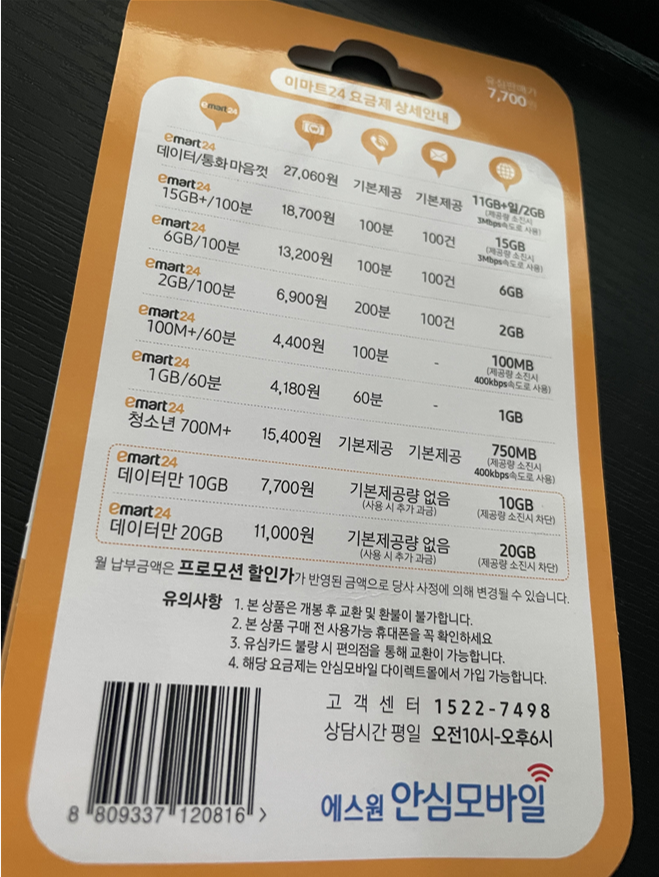 이마트24 요금제 상세안내
유심판매가
7,700원
emart24
emart24
데이터/통화 마음껏 27,060원 기본제공 기본제공 11GB+일/2GB
(제공량 소진시
3Mbps속도로 사용)
emart24
15GB+/100분 18,700원 100분 100건 15GB
(제공량 소진시
3Mbps속도로 사용)
emart24
6GB/100분 13,200원 100분 100건 6GB
emart24
2GB/100분 6,900원 200분 100건 2GB
emart24
100M+/60분 4,400원 100분 - 100MB
(제공량 소진시
400kbps속도로 사용)
emart24
1GB/60분 4,180원 60분 - 1GB
emart24
청소년 700M+ 15,400원 기본제공 기본제공 750MB
(제공량 소진시
400kbps속도로 사용)
emart24
데이터만 10GB 7,700원 기본제공량 없음 10GB
(사용 시 추가 과금) (제공량 소진시 차단)
emart24
데이터만 20GB 11,000원 기본제공량 없음 20GB
(사용 시 추가 과금) (제공량 소진시 차단)
월 납부금액은 프로모션 할인가가 반영된 금액으로 당사 사정에 의해 변경될 수 있습니다.
유의사항 1. 본 상품은 개봉 후 교환 및 환불이 불가합니다.
2. 본 상품 구매 전 사용가능 휴대폰을 꼭 확인하세요
3. 유심카드 불량 시 편의점을 통해 교환이 가능합니다.
4. 해당 요금제는 안심모바일 다이렉트몰에서 가입 가능합니다.
고 객 센 터 1522-7498
상담시간 평일 오전10시-오후6시
8 809337 120816 >
에스원 안심모바일